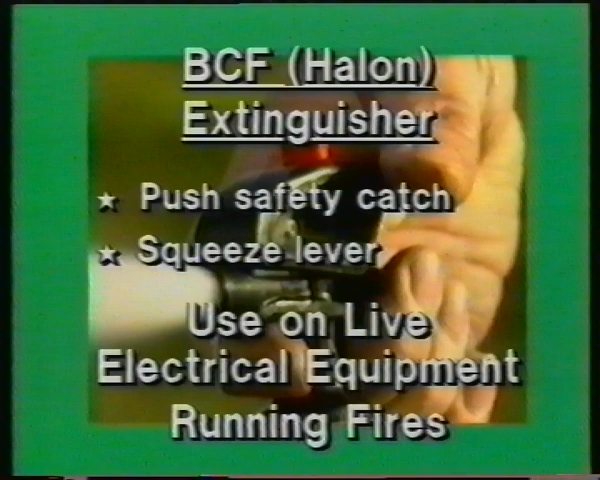 BCF (Halon)
Extinguisher
★ Push safety catch
★ Squeeze lever
Use on Live
Electrical Equipment
Running Fires